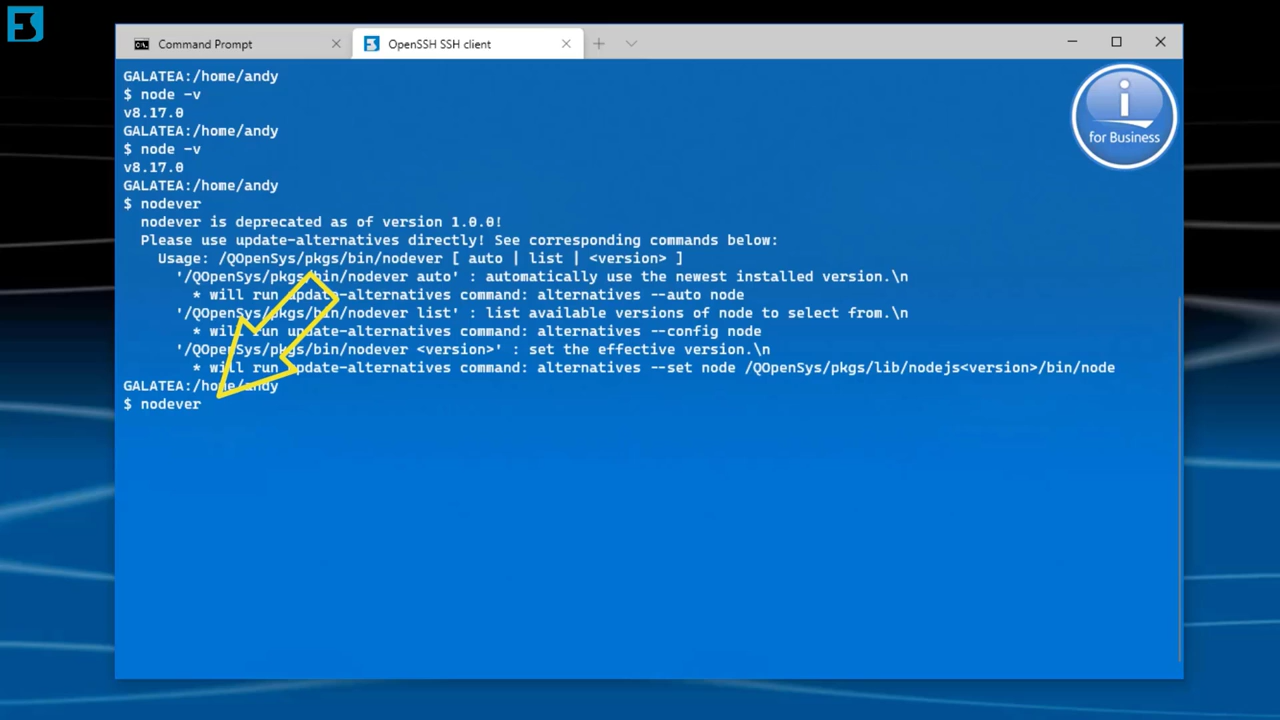 Command Prompt
OpenSSH SSH client
GALATEA:/home/andy
$ node -v
v8.17.0
GALATEA:/home/andy
$ node -v
v8.17.0
GALATEA:/home/andy
$ nodever
nodever is deprecated as of version 1.0.0!
Please use update-alternatives directly! See corresponding commands below:
Usage: /QOpenSys/pkgs/bin/nodever [ auto | list | <version> ]
'/QOpenSys/pkgs/bin/nodever auto' : automatically use the newest installed version.\n
* will run update-alternatives command: alternatives --auto node
'/QOpenSys/pkgs/bin/nodever list' : list available versions of node to select from.\n
* will run update-alternatives command: alternatives --config node
'/QOpenSys/pkgs/bin/nodever <version>' : set the effective version.\n
* will run update-alternatives command: alternatives --set node /QOpenSys/pkgs/lib/nodejs<version>/bin/node
GALATEA:/home/andy
$ nodever
i
for Business